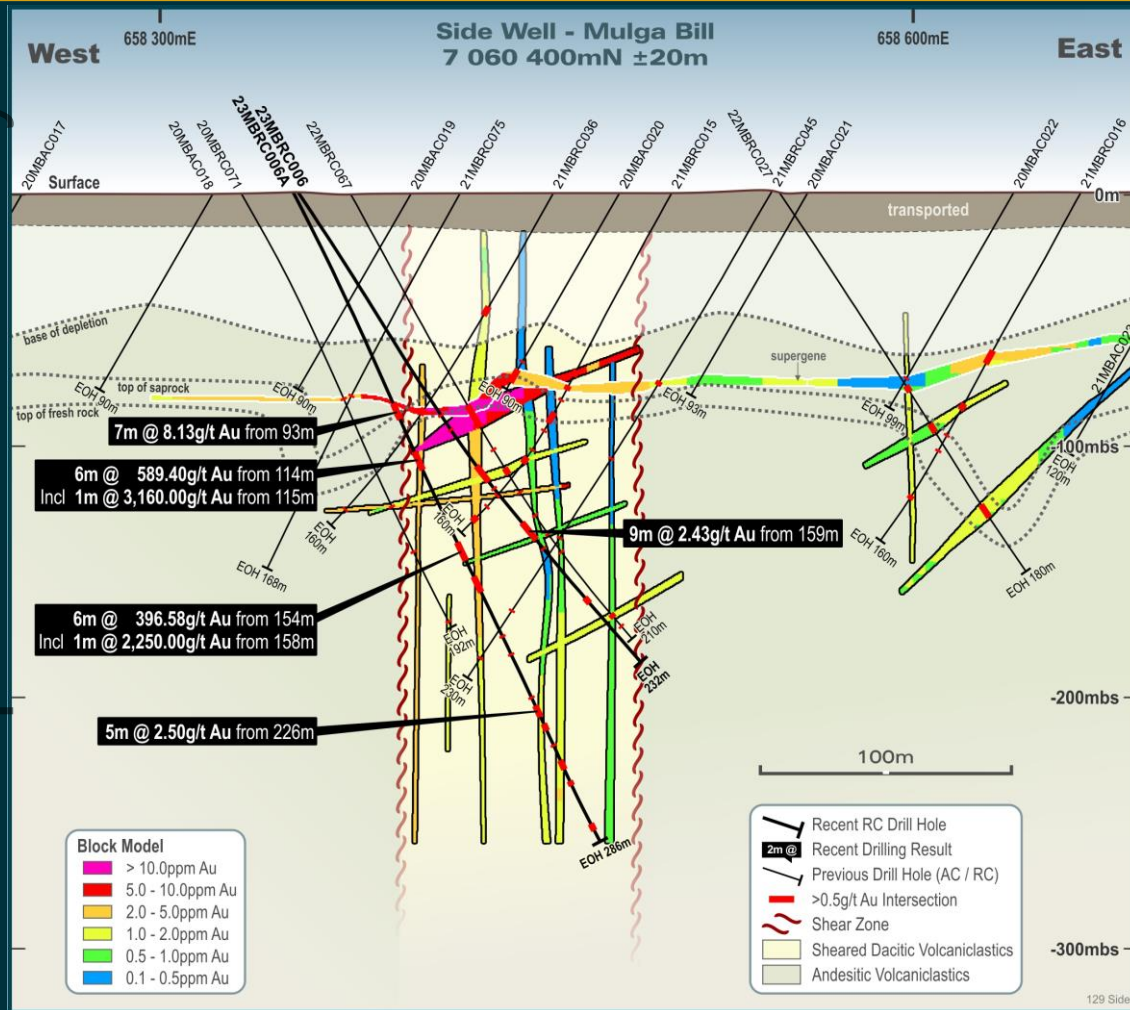 Side Well - Mulga Bill
7 060 400mN ±20m
658 300mE
658 600mE
West
East
20MBAC017
20MBAC018
20MBRC071
23MBRC006A
23MBRC006
22MBRC067
20MBAC019
21MBRC075
21MBRC036
20MBAC020
21MBRC015
22MBRC027
21MBRC045
20MBAC021
20MBAC022
21MBRC016
Surface
0m
transported
base of depletion
supergene
top of saprock
top of fresh rock
EOH 90m
EOH 90m
EOH 90m
EOH 93m
EOH 99m
7m @ 8.13g/t Au from 93m
-100mbs
6m @ 589.40g/t Au from 114m
Incl 1m @ 3,160.00g/t Au from 115m
EOH
160m
EOH
160m
EOH
120m
9m @ 2.43g/t Au from 159m
EOH 160m
EOH 168m
EOH 180m
6m @ 396.58g/t Au from 154m
Incl 1m @ 2,250.00g/t Au from 158m
EOH
192m
EOH
210m
EOH
230m
EOH
232m
-200mbs
5m @ 2.50g/t Au from 226m
100m
EOH 286m
Block Model
> 10.0ppm Au
5.0 - 10.0ppm Au
2.0 - 5.0ppm Au
1.0 - 2.0ppm Au
0.5 - 1.0ppm Au
0.1 - 0.5ppm Au
Recent RC Drill Hole
2m @
Recent Drilling Result
Previous Drill Hole (AC / RC)
>0.5g/t Au Intersection
Shear Zone
Sheared Dacitic Volcaniclastics
Andesitic Volcaniclastics
-300mbs
129 Side